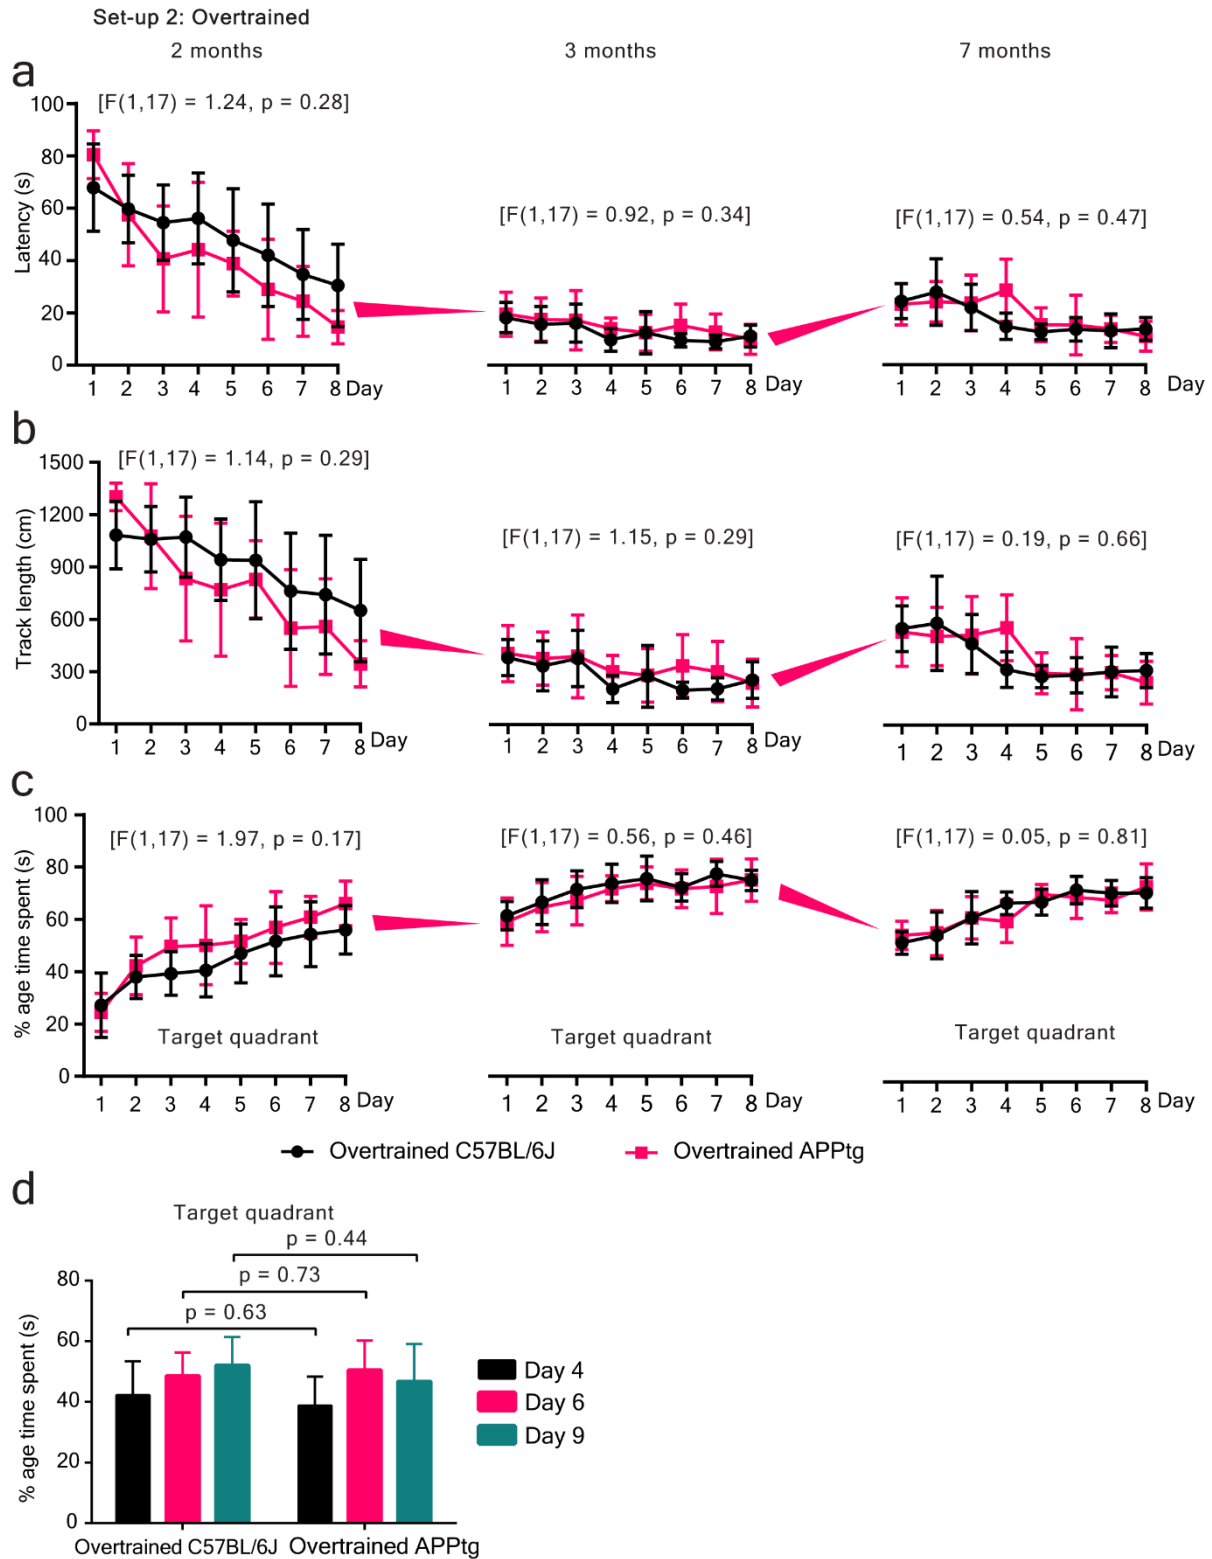 Set-up 2: Overtrained
2 months 3 months 7 months
a
[F(1,17) = 1.24, p = 0.28]
[F(1,17) = 0.92, p = 0.34]
[F(1,17) = 0.54, p = 0.47]
Latency (s)
100
80
60
40
20
0
1 2 3 4 5 6 7 8 Day
1 2 3 4 5 6 7 8 Day
1 2 3 4 5 6 7 8 Day
b
[F(1,17) = 1.14, p = 0.29]
[F(1,17) = 1.15, p = 0.29]
[F(1,17) = 0.19, p = 0.66]
Track length (cm)
1500
1200
900
600
300
0
1 2 3 4 5 6 7 8 Day
1 2 3 4 5 6 7 8 Day
1 2 3 4 5 6 7 8 Day
c
[F(1,17) = 1.97, p = 0.17]
[F(1,17) = 0.56, p = 0.46]
[F(1,17) = 0.05, p = 0.81]
% age time spent (s)
100
80
60
40
20
0
Target quadrant
Target quadrant
Target quadrant
1 2 3 4 5 6 7 8 Day
1 2 3 4 5 6 7 8 Day
1 2 3 4 5 6 7 8 Day
Overtrained C57BL/6J Overtrained APPtg
d
Target quadrant
p = 0.44
p = 0.73
p = 0.63
% age time spent (s)
80
60
40
20
0
Day 4
Day 6
Day 9
Overtrained C57BL/6J Overtrained APPtg